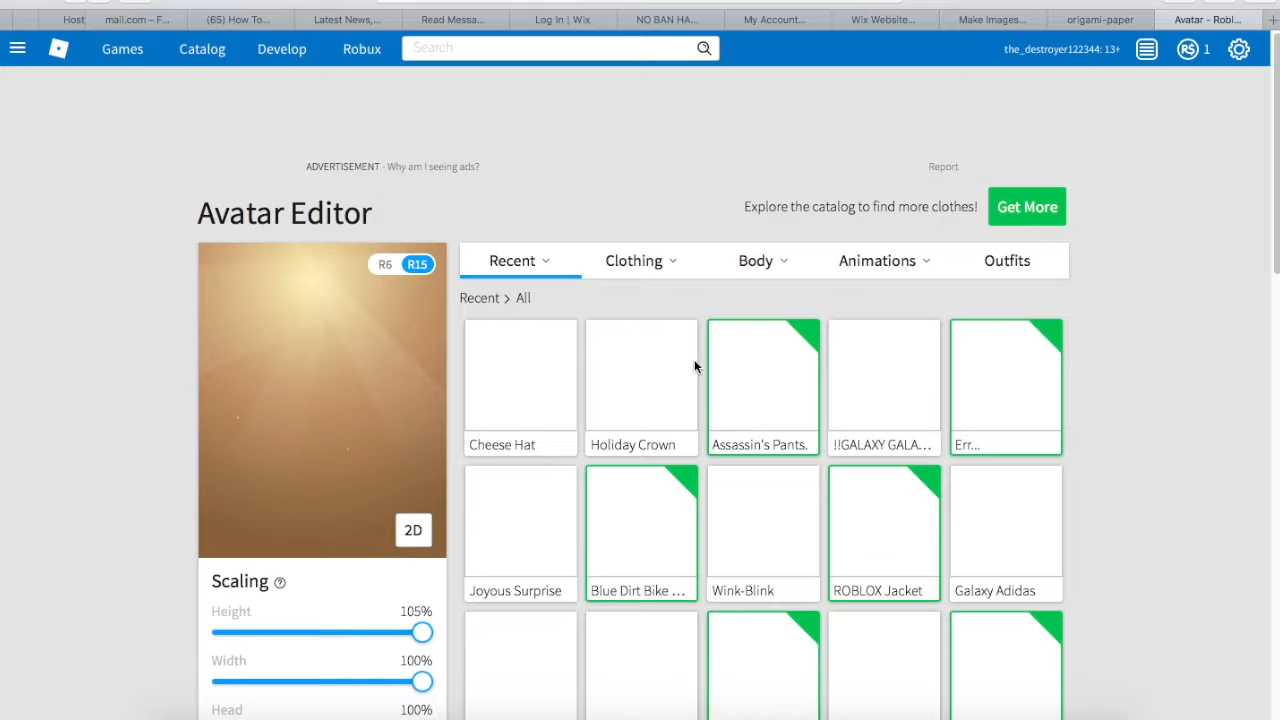 Host
mail.com – F...
(65) How To...
Latest News,...
Read Messa...
Log In | Wix
NO BAN HA...
My Account...
Wix Website...
Make Images...
origami-paper
Avatar - Robl...
Games
Catalog
Develop
Robux
Search
the_destroyer122344: 13+
R$ 1
ADVERTISEMENT - Why am I seeing ads?
Report
Avatar Editor
Explore the catalog to find more clothes!
Get More
R6
R15
2D
Recent
Clothing
Body
Animations
Outfits
Recent > All
Cheese Hat
Holiday Crown
Assassin's Pants.
!!GALAXY GALA...
Err...
Joyous Surprise
Blue Dirt Bike ...
Wink-Blink
ROBLOX Jacket
Galaxy Adidas
Scaling ?
Height 105%
Width 100%
Head 100%